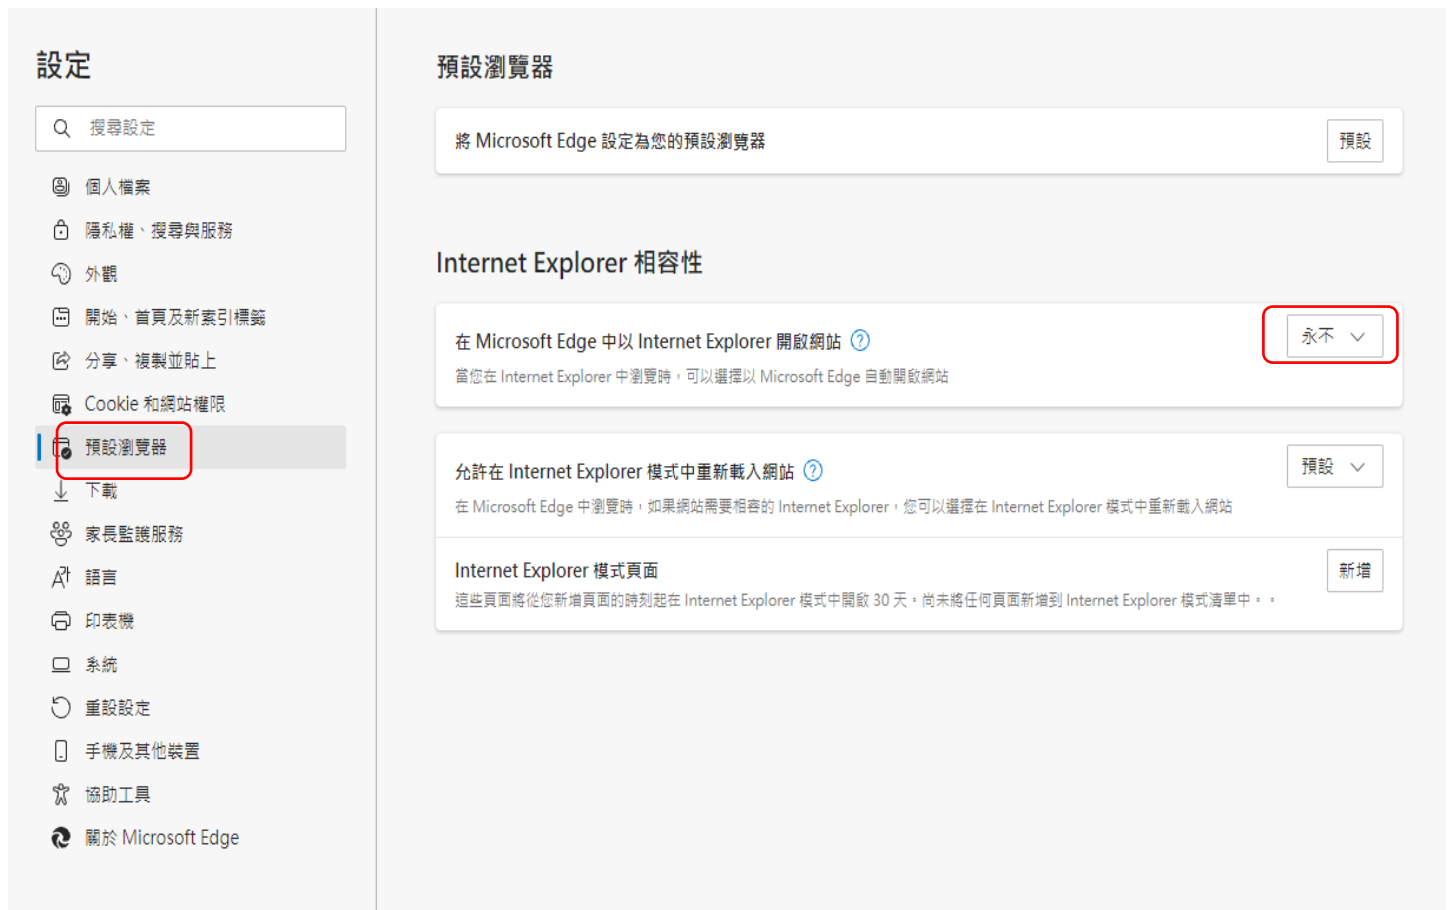 設定
搜尋設定
個人檔案
隱私權、搜尋與服務
外觀
開始、首頁及新索引標籤
分享、複製並貼上
Cookie 和網站權限
預設瀏覽器
下載
家長監護服務
語言
印表機
系統
重設設定
手機及其他裝置
協助工具
關於 Microsoft Edge
預設瀏覽器
將 Microsoft Edge 設定為您的預設瀏覽器
預設
Internet Explorer 相容性
在 Microsoft Edge 中以 Internet Explorer 開啟網站
永不
當您在 Internet Explorer 中瀏覽時，可以選擇以 Microsoft Edge 自動開啟網站
允許在 Internet Explorer 模式中重新載入網站
預設
在 Microsoft Edge 中瀏覽時，如果網站需要相容的 Internet Explorer，您可以選擇在 Internet Explorer 模式中重新載入網站
Internet Explorer 模式頁面
新增
這些頁面將從您新增頁面的時刻起在 Internet Explorer 模式中開啟 30 天。尚未將任何頁面新增到 Internet Explorer 模式清單中。。